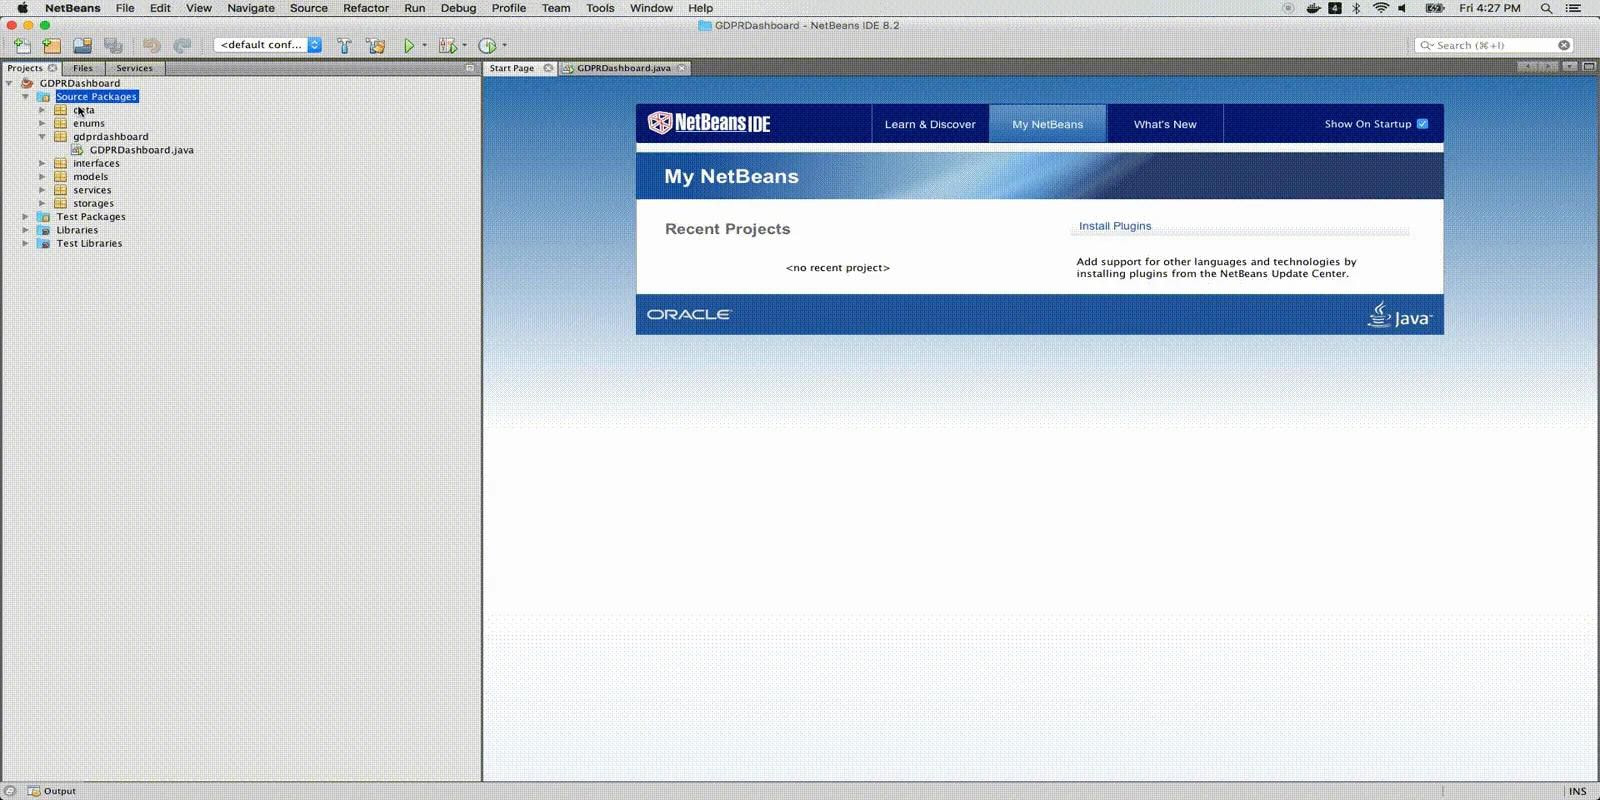 NetBeans File Edit View Navigate Source Refactor Run Debug Profile Team Tools Window Help 4 Fri 4:27 PM
GDPRDashboard - NetBeans IDE 8.2
<default conf... Search (⌘+I)
Projects Files Services Start Page GDPRDashboard.java
GDPRDashboard
Source Packages
enums
gdprdashboard
GDPRDashboard.java
interfaces
models
services
storages
Test Packages
Libraries
Test Libraries
NetBeans IDE Learn & Discover My NetBeans What's New Show On Startup
My NetBeans
Recent Projects
<no recent project>
Install Plugins
Add support for other languages and technologies by
installing plugins from the NetBeans Update Center.
ORACLE Java
Output INS